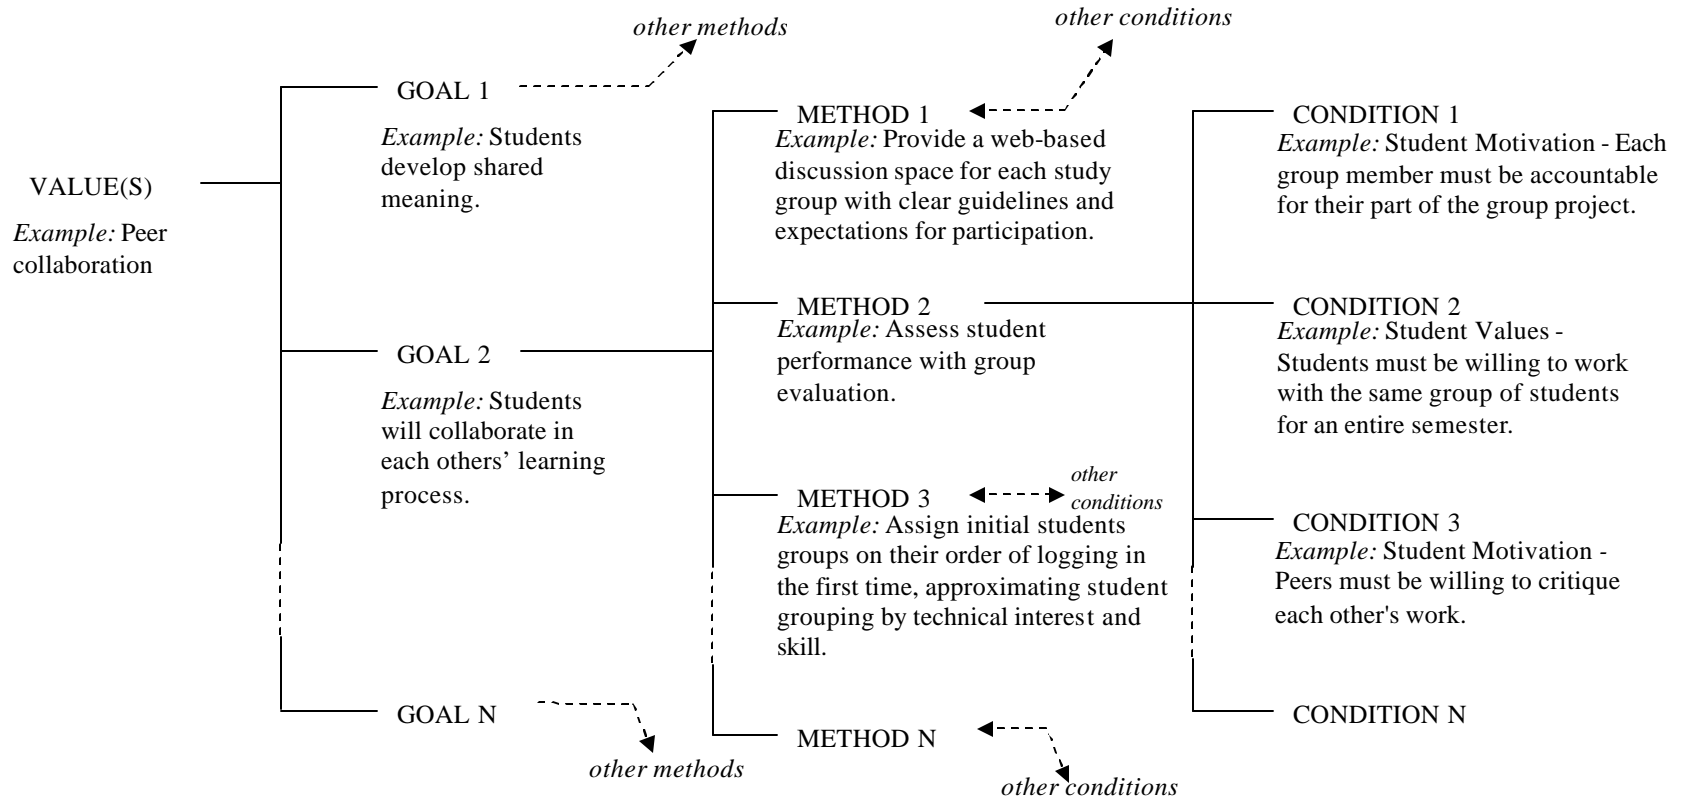 other methods
other conditions
VALUE(S)
Example: Peer
collaboration
GOAL 1
Example: Students
develop shared
meaning.
GOAL 2
Example: Students
will collaborate in
each others' learning
process.
GOAL N
other methods
METHOD 1
Example: Provide a web-based
discussion space for each study
group with clear guidelines and
expectations for participation.
METHOD 2
Example: Assess student
performance with group
evaluation.
METHOD 3
other
conditions
Example: Assign initial students
groups on their order of logging in
the first time, approximating student
grouping by technical interest and
skill.
METHOD N
other conditions
CONDITION 1
Example: Student Motivation - Each
group member must be accountable
for their part of the group project.
CONDITION 2
Example: Student Values -
Students must be willing to work
with the same group of students
for an entire semester.
CONDITION 3
Example: Student Motivation -
Peers must be willing to critique
each other's work.
CONDITION N